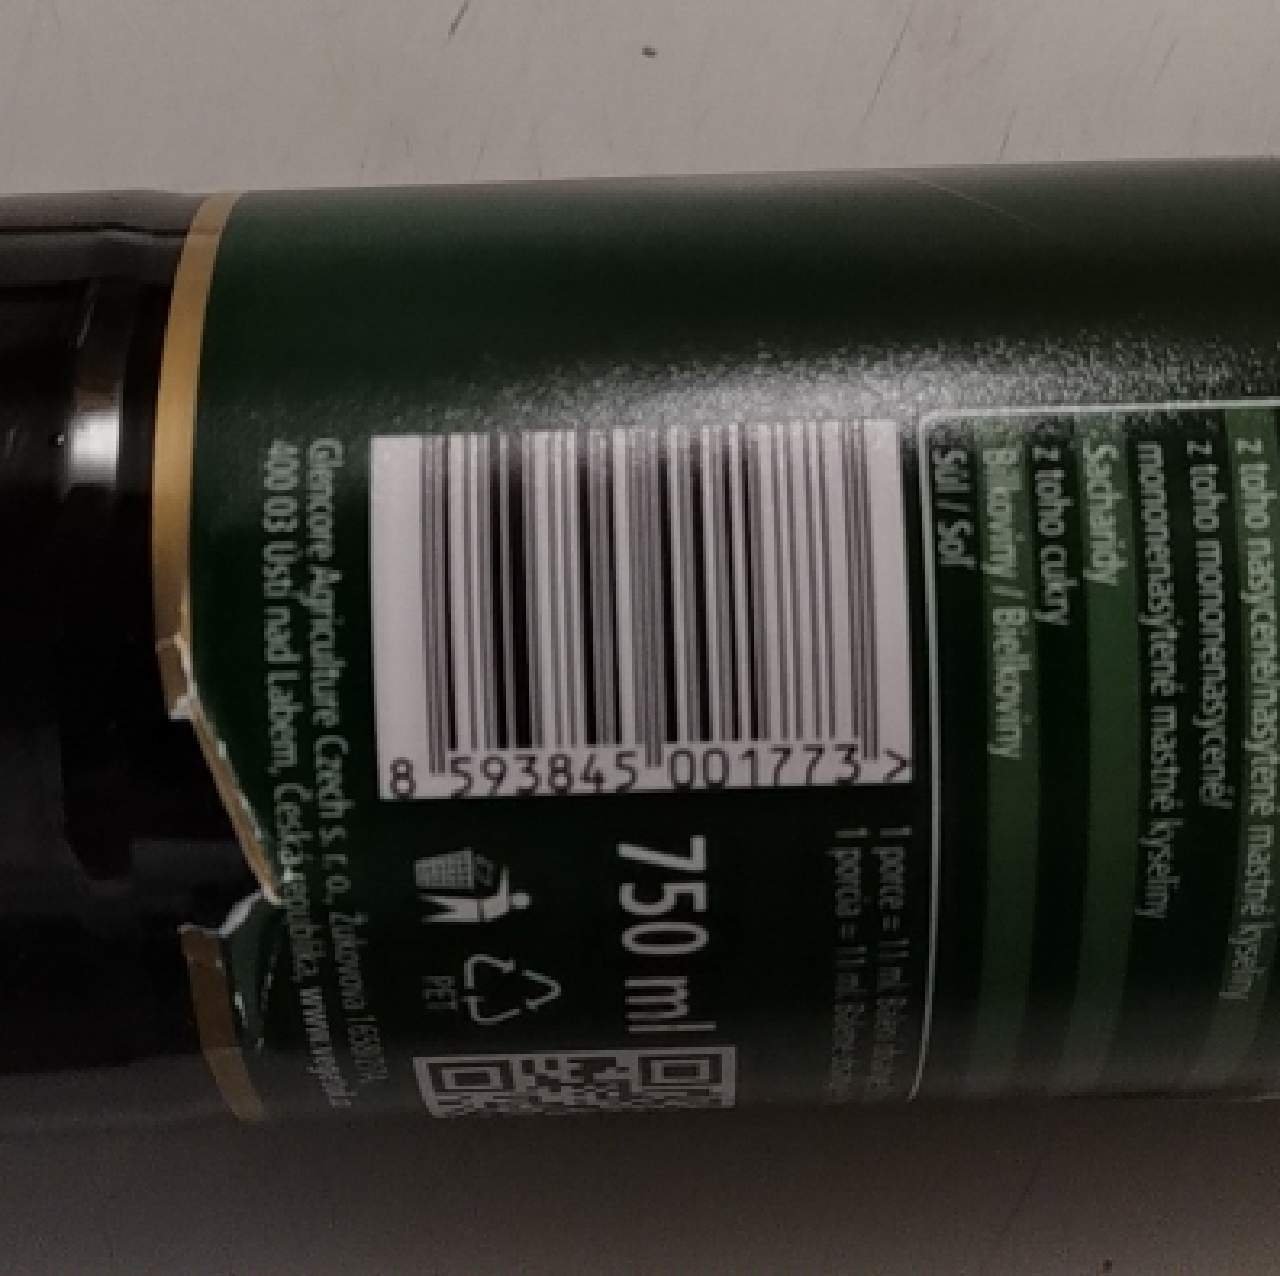 z toho nasycené/nasýtené mastné kyseliny
z toho mononenasycené/
mononenasýtené mastné kyseliny
Sacharidy
z toho cukry
Bílkoviny / Bielkoviny
Sůl / Soľ
8 593845 001773 >
1 porce = 11 ml
1 porcia = 11 ml
750 ml
PET
Glencore Agriculture Czech s. r. o.,
400 03 Ústí nad Labem, Česká republika,